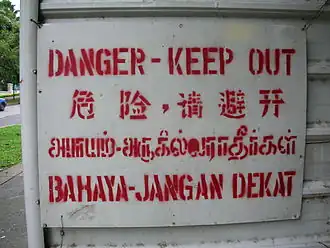 DANGER - KEEP OUT
危险，请避开
அபாயம்-அருகில்வராதீர்கள்
BAHAYA-JANGAN DEKAT